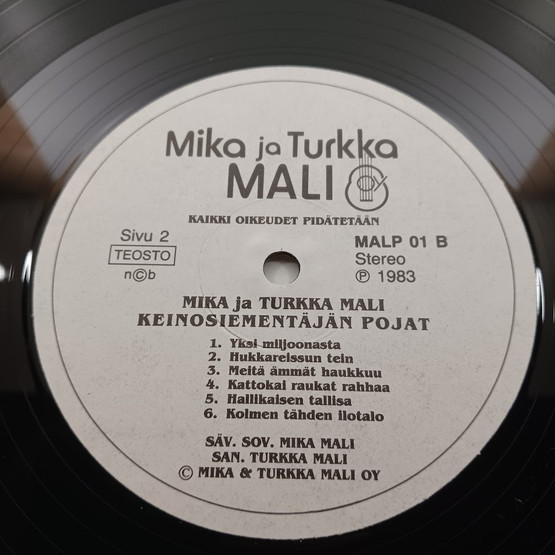 Mika ja Turkka
MALI
KAIKKI OIKEUDET PIDÄTETÄÄN
Sivu 2
TEOSTO
n©b
MALP 01 B
Stereo
℗ 1983
MIKA ja TURKKA MALI
KEINOSIEMENTÄJÄN POJAT
1. Yksi miljoonasta
2. Hukkareissun tein
3. Meitä ämmät haukkuu
4. Kattokai raukat rahhaa
5. Hallikaisen tallisa
6. Kolmen tähden ilotalo
SÄV. SOV. MIKA MALI
SAN. TURKKA MALI
© MIKA & TURKKA MALI OY